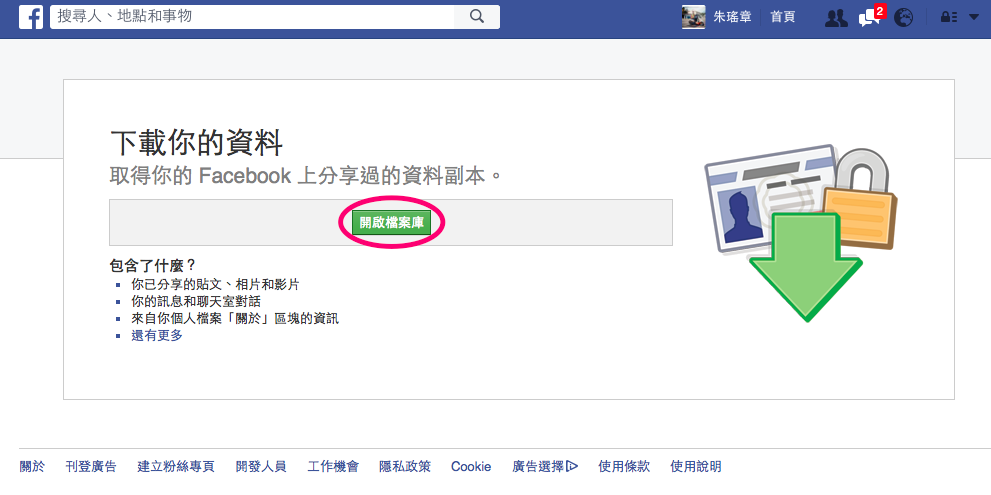 f
搜尋人、地點和事物
朱瑤章 首頁
2
下載你的資料
取得你的 Facebook 上分享過的資料副本。
開啟檔案庫
包含了什麼？
你已分享的貼文、相片和影片
你的訊息和聊天室對話
來自你個人檔案「關於」區塊的資訊
還有更多
關於 刊登廣告 建立粉絲專頁 開發人員 工作機會 隱私政策 Cookie 廣告選擇 使用條款 使用說明